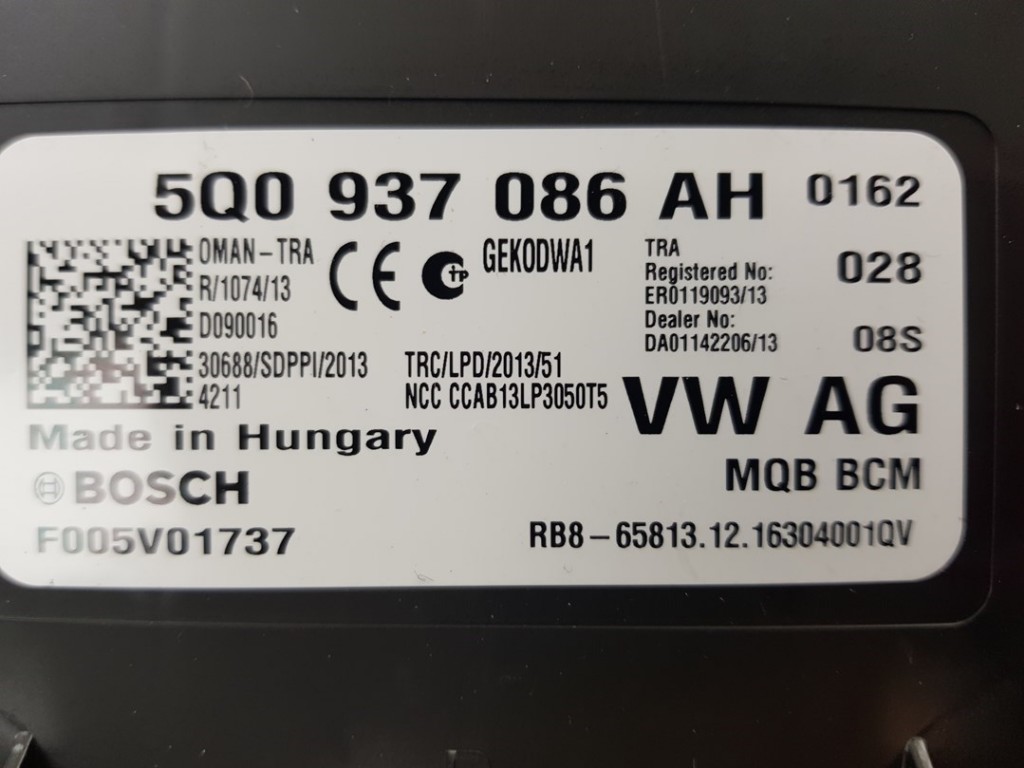 5Q0 937 086 AH 0162
OMAN-TRA
R/1074/13
D090016
30688/SDPPI/2013
4211
CE
TP
GEKODWA1
TRC/LPD/2013/51
NCC CCAB13LP3050T5
TRA
Registered No:
ER0119093/13
Dealer No:
DA01142206/13
028
08S
VW AG
Made in Hungary
BOSCH
MQB BCM
F005V01737
RB8-65813.12.16304001QV